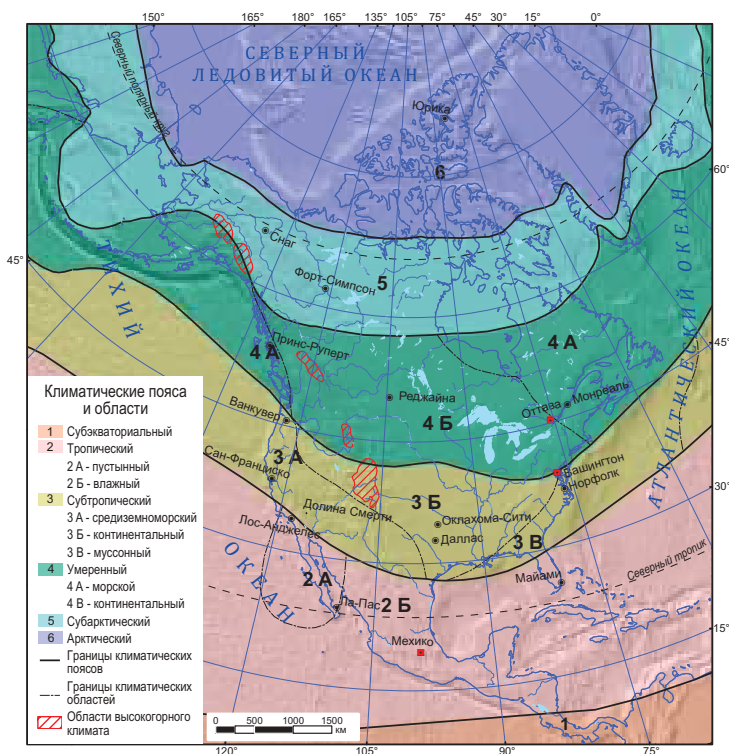 150°
165°
180°
165°
135°
105°
75°
45°
30°
15°
0°
СЕВЕРНЫЙ
ЛЕДОВИТЫЙ ОКЕАН
Северный полярный круг
Юрика
6
60°
Снаг
45°
Форт-Симпсон
5
ТИХИЙ
ОКЕАН
АТЛАНТИЧЕСКИЙ ОКЕАН
45°
4 А
Принс-Руперт
4 А
Реджайна
Оттава
Монреаль
4 Б
Ванкувер
3 А
Вашингтон
Норфолк
30°
Сан-Франциско
3 Б
Долина Смерти
Оклахома-Сити
Лос-Анджелес
Даллас
3 В
Северный тропик
Майами
2 А
Ла-Пас
2 Б
15°
Мехико
1
Климатические пояса
и области
1 Субэкваториальный
2 Тропический
2 А - пустынный
2 Б - влажный
3 Субтропический
3 А - средиземноморский
3 Б - континентальный
3 В - муссонный
4 Умеренный
4 А - морской
4 В - континентальный
5 Субарктический
6 Арктический
Границы климатических
поясов
Границы климатических
областей
Области высокогорного
климата
0 500 1000 1500
км
120°
105°
90°
75°